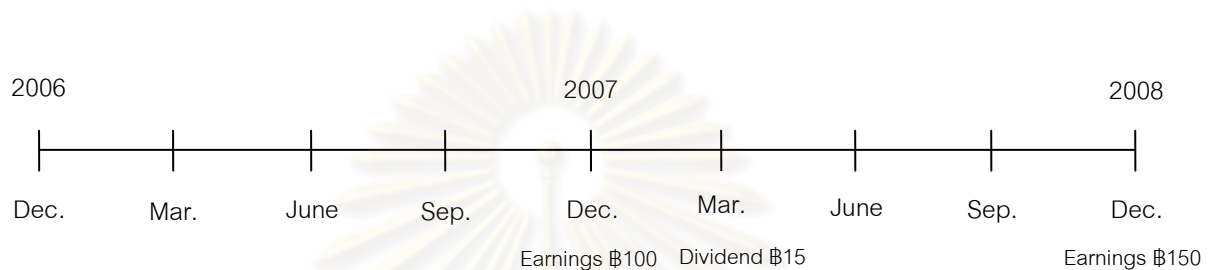 2006 2007 2008
Dec. Mar. June Sep. Dec. Mar. June Sep. Dec.
Earnings ฿100 Dividend ฿15 Earnings ฿150